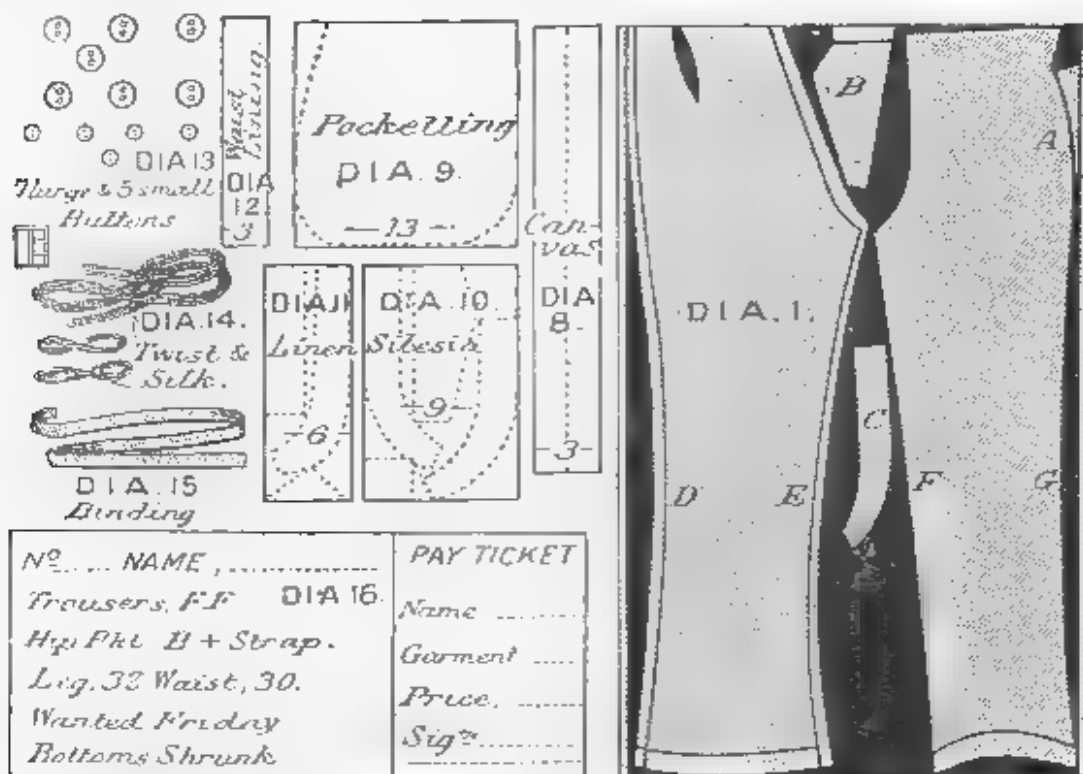 DIA.13
7 large & 5 small
Buttons
Waist Lining
DIA
12.
3
Pocketting
DIA. 9.
13
Canvas
DIA
8.
3
DIA.14.
Twist &
Silk.
DIA.11
Linen
6
DIA.10.
Silesia
9
DIA.15
Binding
B
A
DIA.1.
C
D
E
F
G
Nº..... NAME, ..............
Trousers, F.F DIA 16.
Hip Pkt B + Strap.
Leg, 32 Waist, 30.
Wanted Friday
Bottoms Shrunk
PAY TICKET
Name ........
Garment .....
Price, .......
Sigre..........